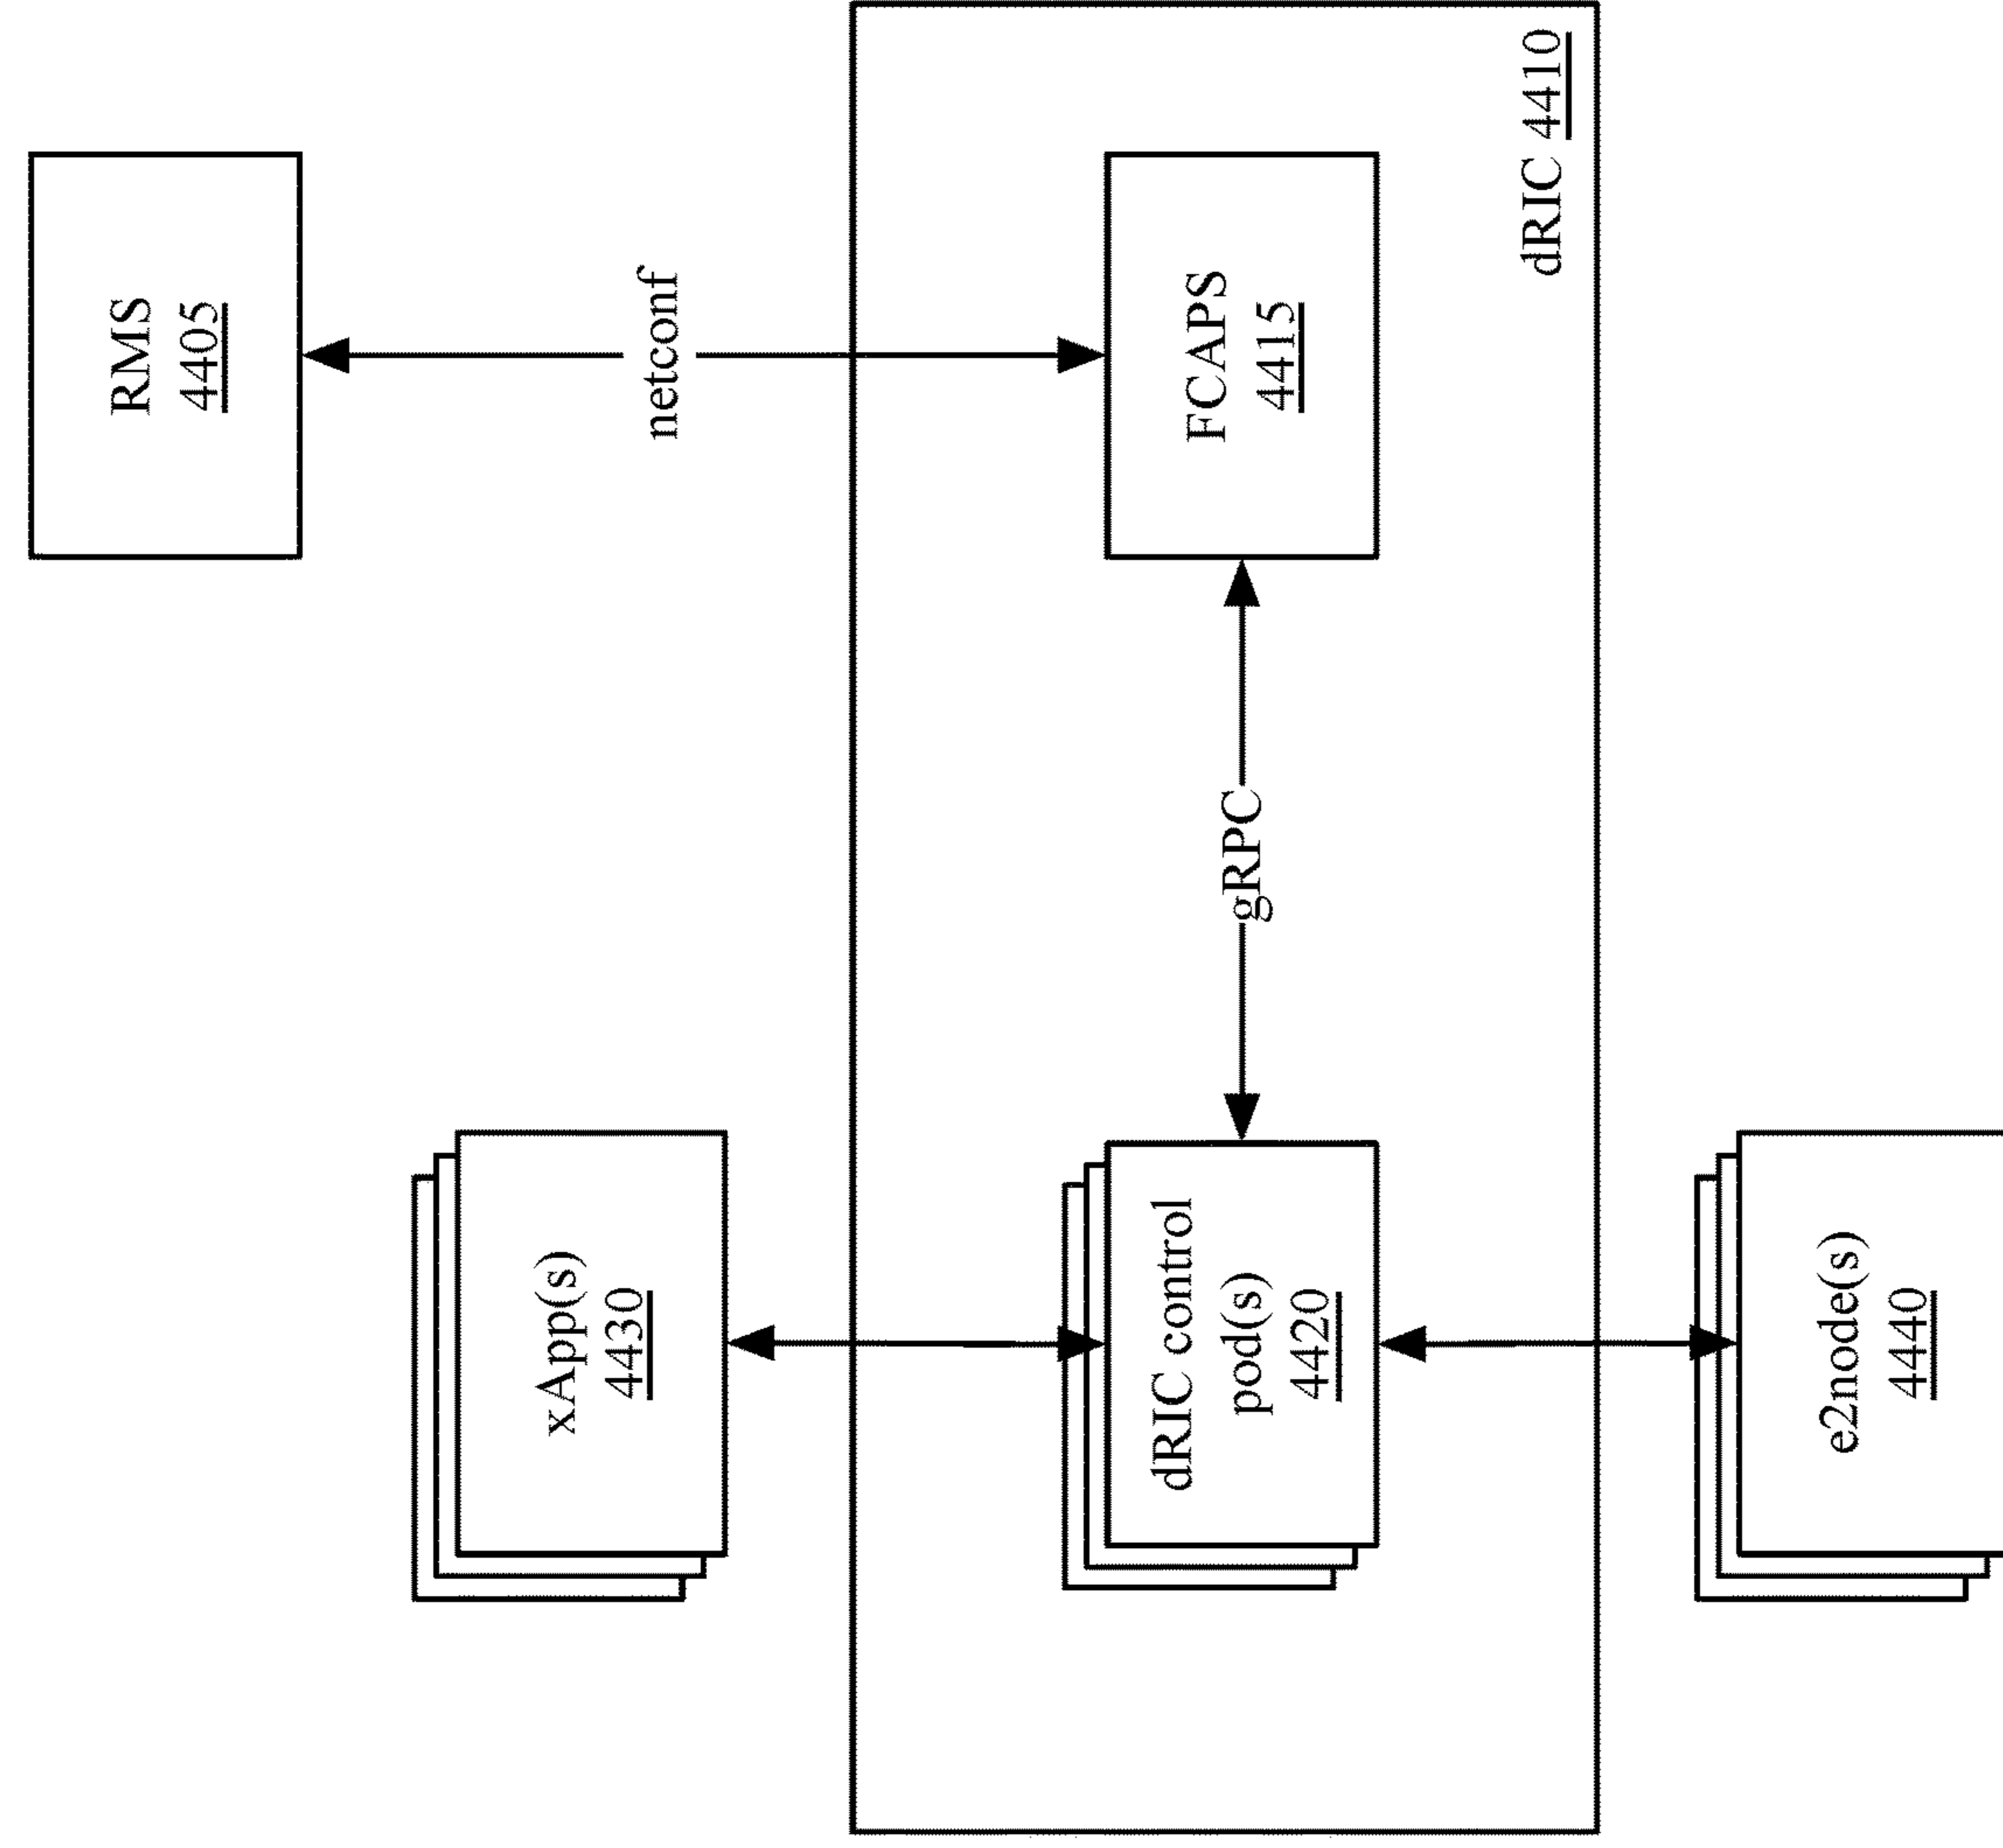 RMS
4405
xApp(s)
4430
netconf
dRIC control
pod(s)
4420
gRPC
FCAPS
4415
dRIC 4410
e2node(s)
4440